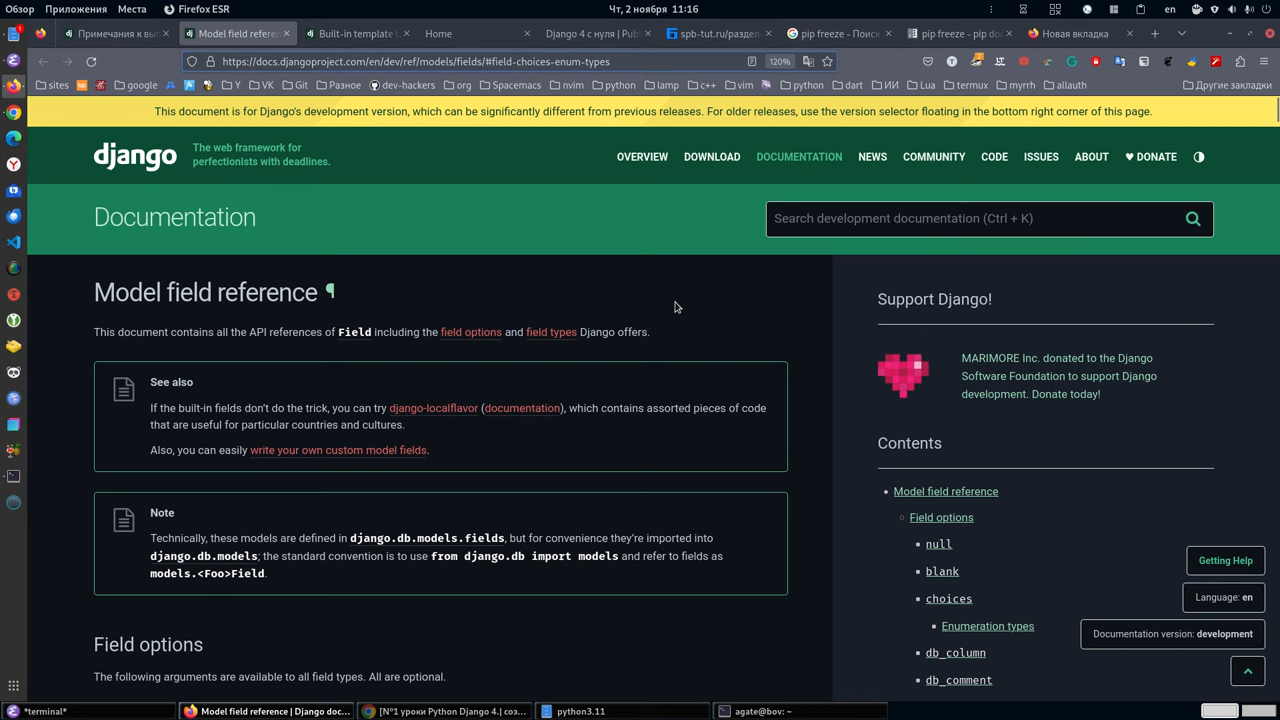 Обзор Приложения Места Firefox ESR Чт, 2 ноября 11:16 en
Примечания к вып Model field referen Built-in template t Home Django 4 с нуля | Publ spb-tut.ru/раздел pip freeze - Поиск pip freeze - pip doc Новая вкладка
https://docs.djangoproject.com/en/dev/ref/models/fields/#field-choices-enum-types 120%
sites google Y VK Git Разное dev-hackers org Spacemacs nvim python lamp c++ vim python dart ИИ Lua termux myrrh allauth Другие закладки
This document is for Django's development version, which can be significantly different from previous releases. For older releases, use the version selector floating in the bottom right corner of this page.
django
The web framework for
perfectionists with deadlines.
OVERVIEW DOWNLOAD DOCUMENTATION NEWS COMMUNITY CODE ISSUES ABOUT ♥ DONATE
Documentation
Search development documentation (Ctrl + K)
Model field reference ¶
This document contains all the API references of Field including the field options and field types Django offers.
See also
If the built-in fields don’t do the trick, you can try django-localflavor (documentation), which contains assorted pieces of code
that are useful for particular countries and cultures.
Also, you can easily write your own custom model fields.
Note
Technically, these models are defined in django.db.models.fields, but for convenience they’re imported into
django.db.models; the standard convention is to use from django.db import models and refer to fields as
models.<Foo>Field.
Field options
The following arguments are available to all field types. All are optional.
Support Django!
MARIMORE Inc. donated to the Django
Software Foundation to support Django
development. Donate today!
Contents
Model field reference
Field options
null
blank
choices
Enumeration types
db_column
db_comment
Getting Help
Language: en
Documentation version: development
*terminal* Model field reference | Django doc... [№1 уроки Python Django 4.] соз... python3.11 agate@bov: ~